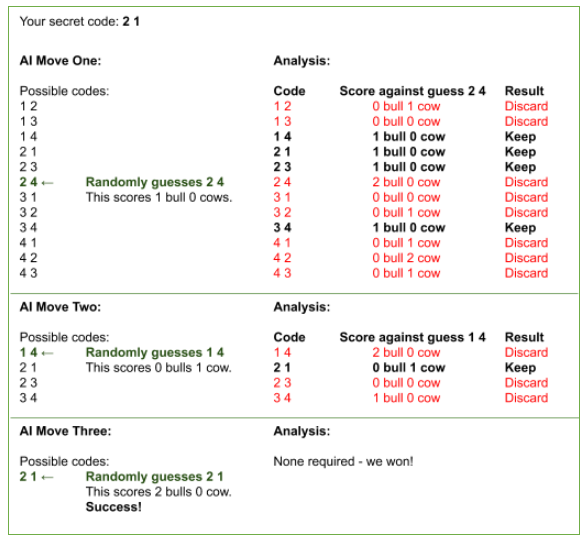 Your secret code: 2 1
AI Move One: Analysis:
Possible codes: Code Score against guess 2 4 Result
1 2 1 2 0 bull 1 cow Discard
1 3 1 3 0 bull 0 cow Discard
1 4 1 4 1 bull 0 cow Keep
2 1 2 1 1 bull 0 cow Keep
2 3 2 3 1 bull 0 cow Keep
2 4 ← Randomly guesses 2 4 2 4 2 bull 0 cow Discard
3 1 This scores 1 bull 0 cows. 3 1 0 bull 0 cow Discard
3 2 3 2 0 bull 1 cow Discard
3 4 3 4 1 bull 0 cow Keep
4 1 4 1 0 bull 1 cow Discard
4 2 4 2 0 bull 2 cow Discard
4 3 4 3 0 bull 1 cow Discard
AI Move Two: Analysis:
Possible codes: Code Score against guess 1 4 Result
1 4 ← Randomly guesses 1 4 1 4 2 bull 0 cow Discard
2 1 This scores 0 bulls 1 cow. 2 1 0 bull 1 cow Keep
2 3 2 3 0 bull 0 cow Discard
3 4 3 4 1 bull 0 cow Discard
AI Move Three: Analysis:
Possible codes: None required - we won!
2 1 ← Randomly guesses 2 1
This scores 2 bulls 0 cow.
Success!